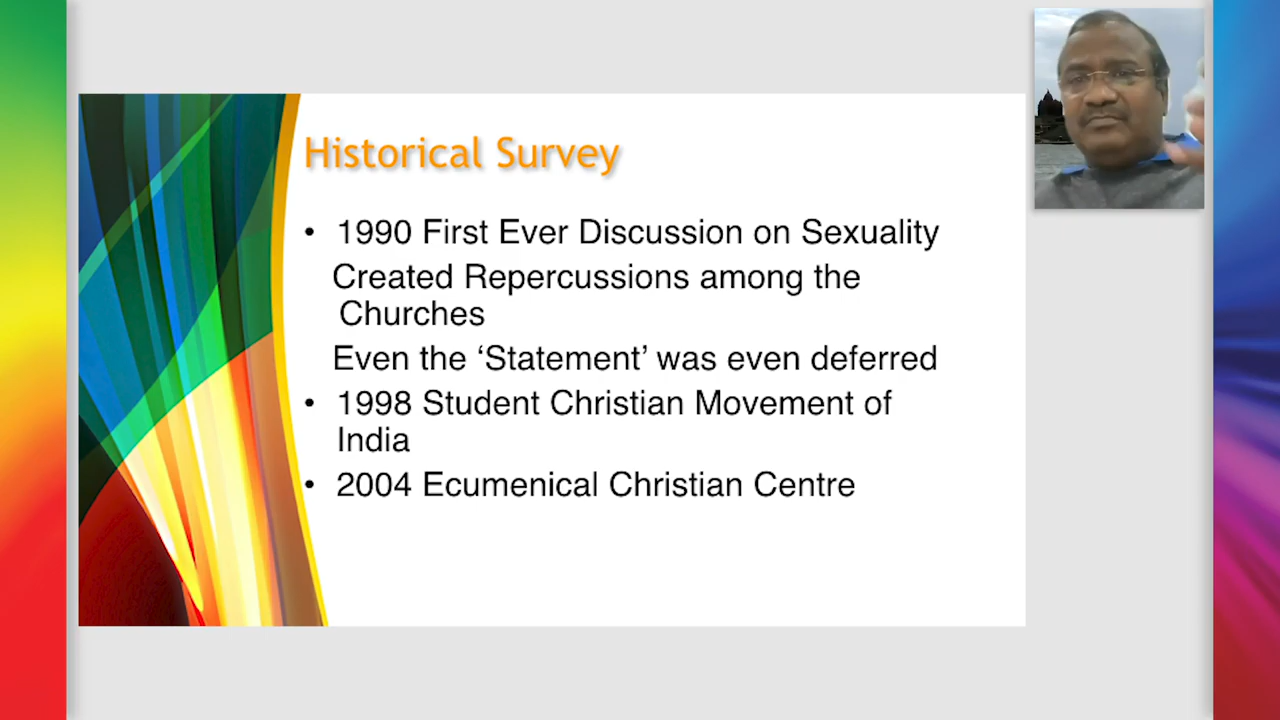 Historical Survey
• 1990 First Ever Discussion on Sexuality
Created Repercussions among the
Churches
Even the ‘Statement’ was even deferred
• 1998 Student Christian Movement of
India
• 2004 Ecumenical Christian Centre